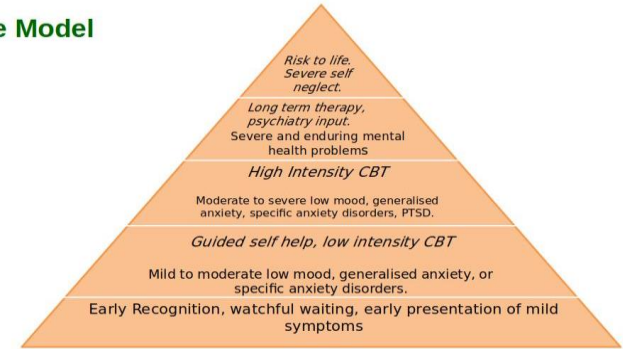 e Model
Risk to life.
Severe self
neglect.
Long term therapy,
psychiatry input.
Severe and enduring mental
health problems
High Intensity CBT
Moderate to severe low mood, generalised
anxiety, specific anxiety disorders, PTSD.
Guided self help, low intensity CBT
Mild to moderate low mood, generalised anxiety, or
specific anxiety disorders.
Early Recognition, watchful waiting, early presentation of mild
symptoms